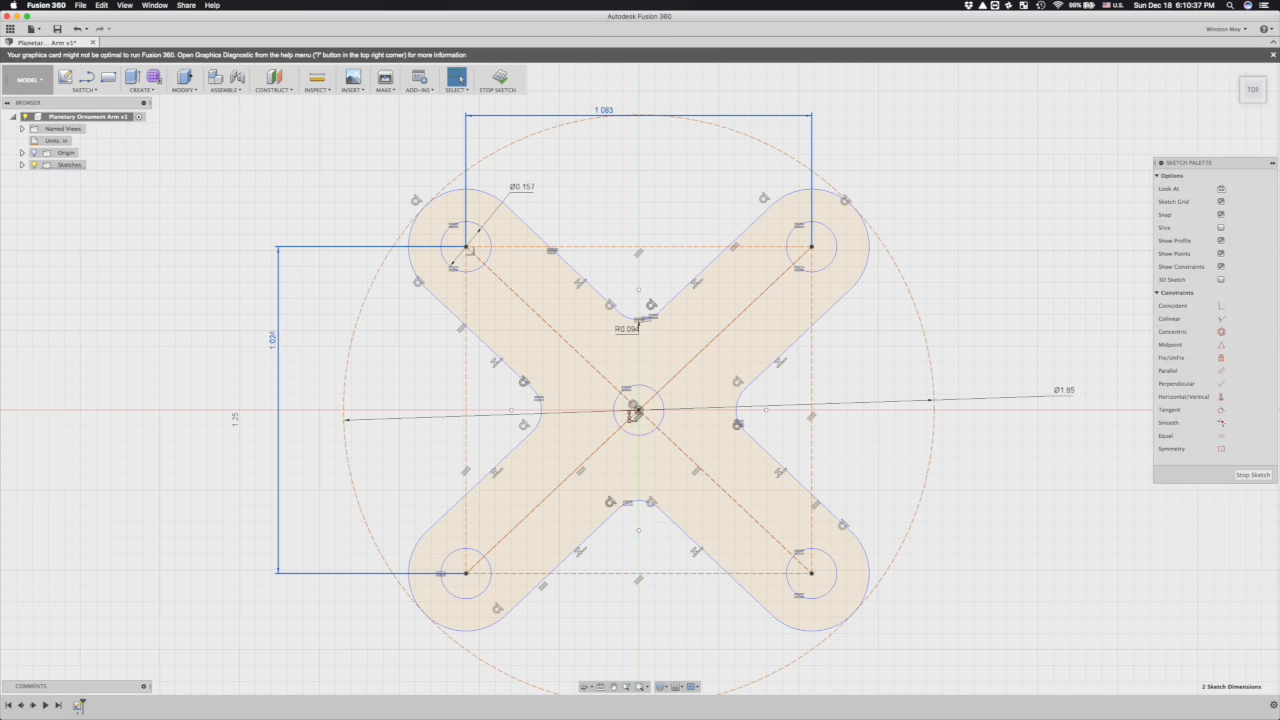 Fusion 360 File Edit View Window Share Help 99% U.S. Sun Dec 18 6:10:37 PM
Autodesk Fusion 360
Winston Moy
Planetar... Arm v1*
Your graphics card might not be optimal to run Fusion 360. Open Graphics Diagnostic from the help menu ('?' button in the top right corner) for more information
MODEL SKETCH CREATE MODIFY ASSEMBLE CONSTRUCT INSPECT INSERT MAKE ADD-INS SELECT STOP SKETCH
TOP
BROWSER
Planetary Ornament Arm v1
Named Views
Units: in
Origin
Sketches
1.083
Ø0.157
R0.094
1.024
1.25
Ø1.85
SKETCH PALETTE
Options
Look At
Sketch Grid
Snap
Slice
Show Profile
Show Points
Show Constraints
3D Sketch
Constraints
Coincident
Colinear
Concentric
Midpoint
Fix/UnFix
Parallel
Perpendicular
Horizontal/Vertical
Tangent
Smooth
Equal
Symmetry
Stop Sketch
COMMENTS
2 Sketch Dimensions